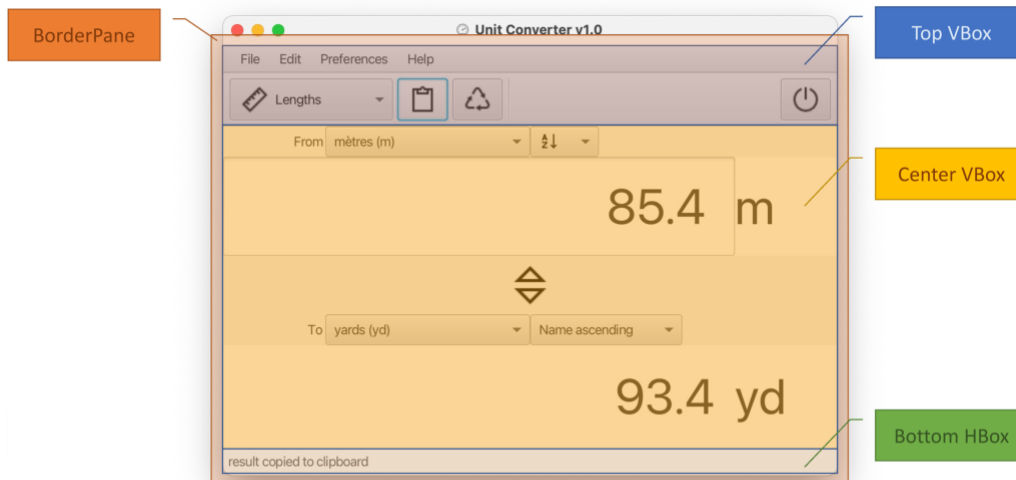 BorderPane
Unit Converter v1.0
Top VBox
File Edit Preferences Help
Lengths
From mètres (m) A Z
Center VBox
85.4 m
To yards (yd) Name ascending
93.4 yd
Bottom HBox
result copied to clipboard